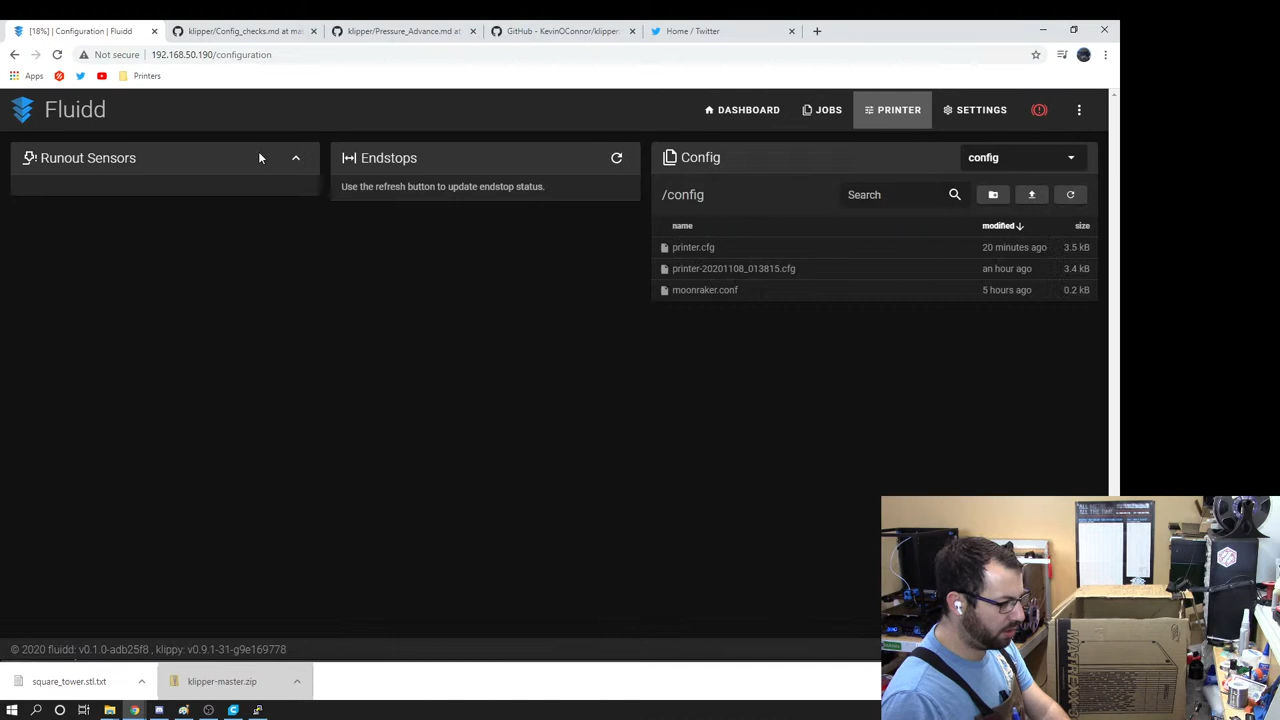 [18%] | Configuration | Fluidd
klipper/Config_checks.md at mas
klipper/Pressure_Advance.md at
GitHub - KevinOConnor/klipper:
Home / Twitter
Not secure
192.168.50.190/configuration
Apps
Printers
Fluidd
DASHBOARD
JOBS
PRINTER
SETTINGS
Runout Sensors
Endstops
Use the refresh button to update endstop status.
Config
config
/config
Search
name modified size
printer.cfg 20 minutes ago 3.5 kB
printer-20201108_013815.cfg an hour ago 3.4 kB
moonraker.conf 5 hours ago 0.2 kB
© 2020 fluidd: v0.1.0-adb25f8 , klippy: v0.9.1-31-g9e169778
square_tower.stl.txt
klipper-master.zip
ALL THE TIME